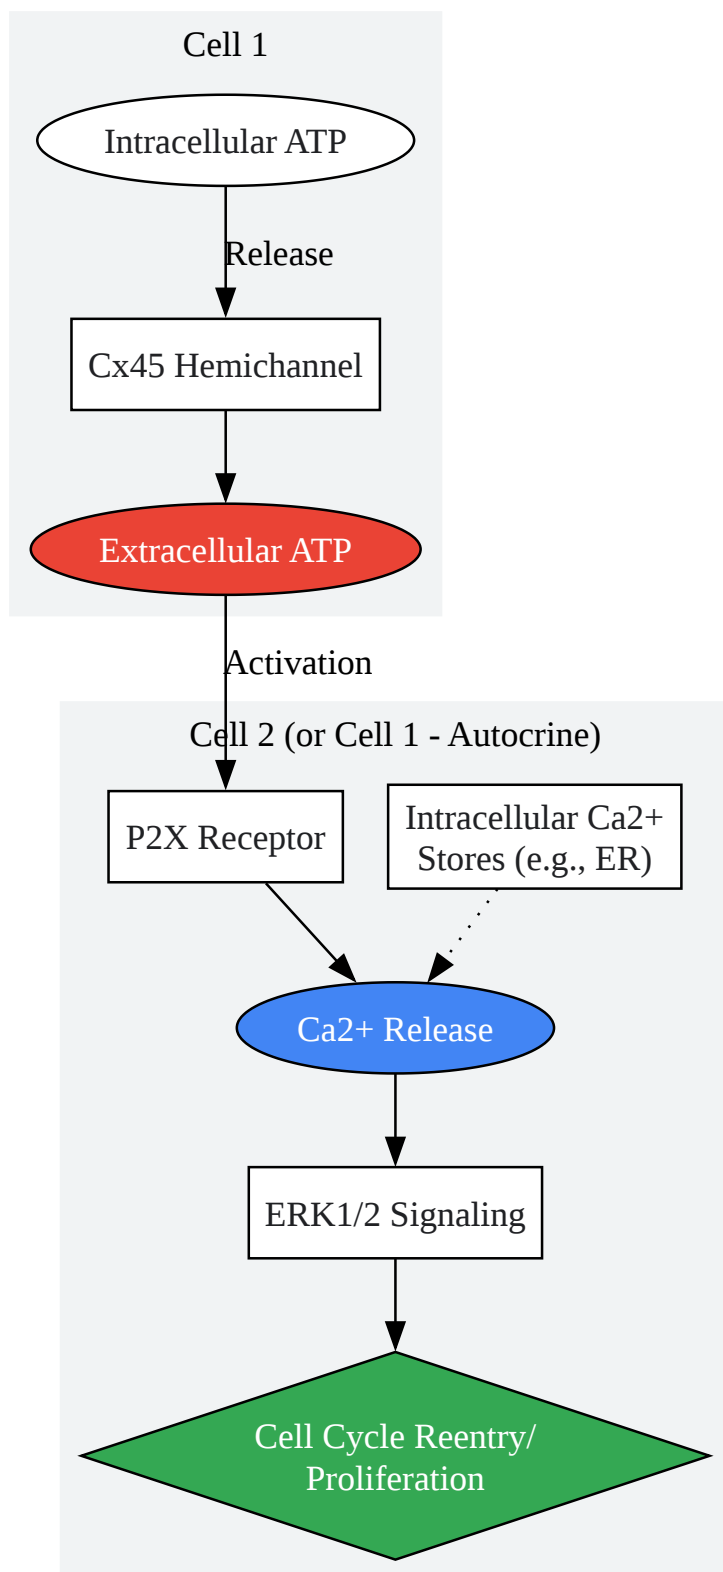 Cell 1
Intracellular ATP
Release
Cx45 Hemichannel
Extracellular ATP
Activation
Cell 2 (or Cell 1 - Autocrine)
P2X Receptor
Intracellular Ca2+
Stores (e.g., ER)
Ca2+ Release
ERK1/2 Signaling
Cell Cycle Reentry/
Proliferation